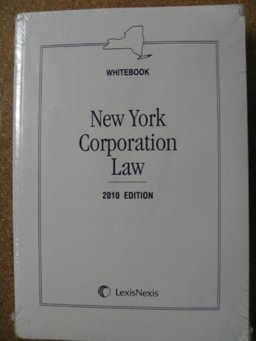 WHITEBOOK
New York
Corporation
Law
2010 EDITION
LexisNexis